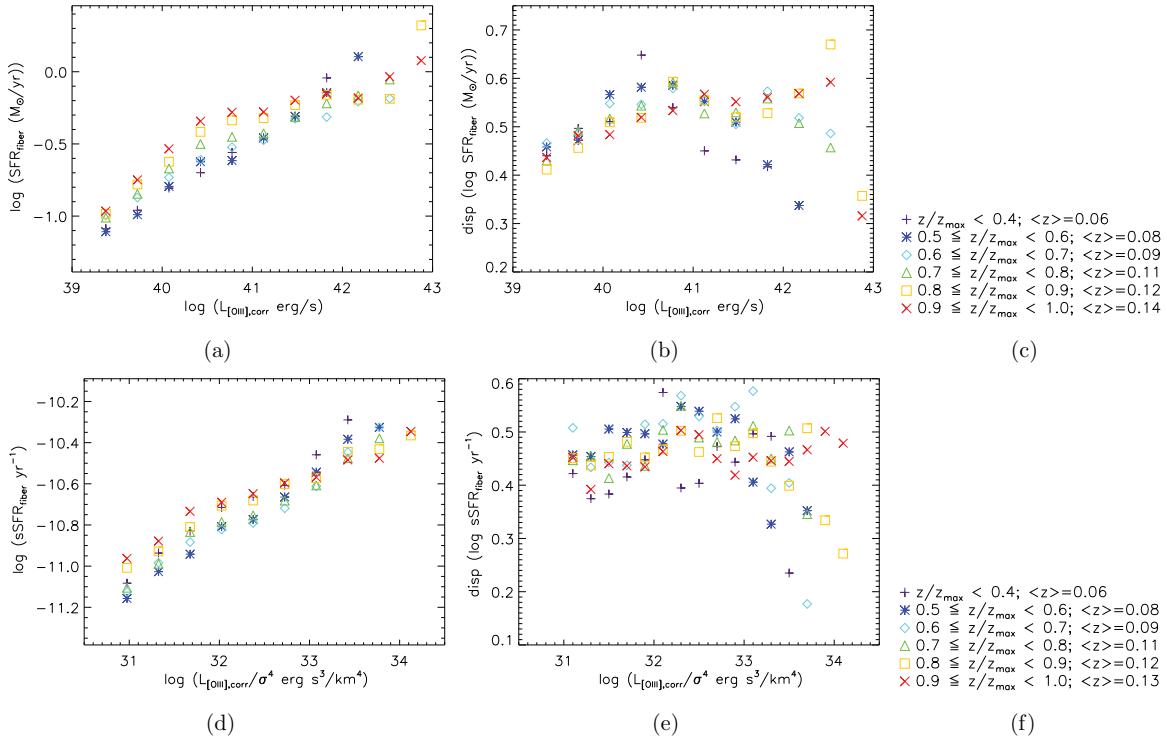 log (SFR_fiber (M_⊙/yr))
0.0
−0.5
−1.0
39 40 41 42 43
log (L_[OIII],corr erg/s)
(a)
disp (log SFR_fiber (M_⊙/yr))
0.7
0.6
0.5
0.4
0.3
0.2
39 40 41 42 43
log (L_[OIII],corr erg/s)
(b)
z/z_max < 0.4; <z>=0.06
0.5 ≦ z/z_max < 0.6; <z>=0.08
0.6 ≦ z/z_max < 0.7; <z>=0.09
0.7 ≦ z/z_max < 0.8; <z>=0.11
0.8 ≦ z/z_max < 0.9; <z>=0.12
0.9 ≦ z/z_max < 1.0; <z>=0.14
(c)
log (sSFR_fiber yr⁻¹)
−10.2
−10.4
−10.6
−10.8
−11.0
−11.2
31 32 33 34
log (L_[OIII],corr/σ⁴ erg s³/km⁴)
(d)
disp (log sSFR_fiber yr⁻¹)
0.6
0.5
0.4
0.3
0.2
0.1
31 32 33 34
log (L_[OIII],corr/σ⁴ erg s³/km⁴)
(e)
z/z_max < 0.4; <z>=0.06
0.5 ≦ z/z_max < 0.6; <z>=0.08
0.6 ≦ z/z_max < 0.7; <z>=0.09
0.7 ≦ z/z_max < 0.8; <z>=0.11
0.8 ≦ z/z_max < 0.9; <z>=0.12
0.9 ≦ z/z_max < 1.0; <z>=0.13
(f)